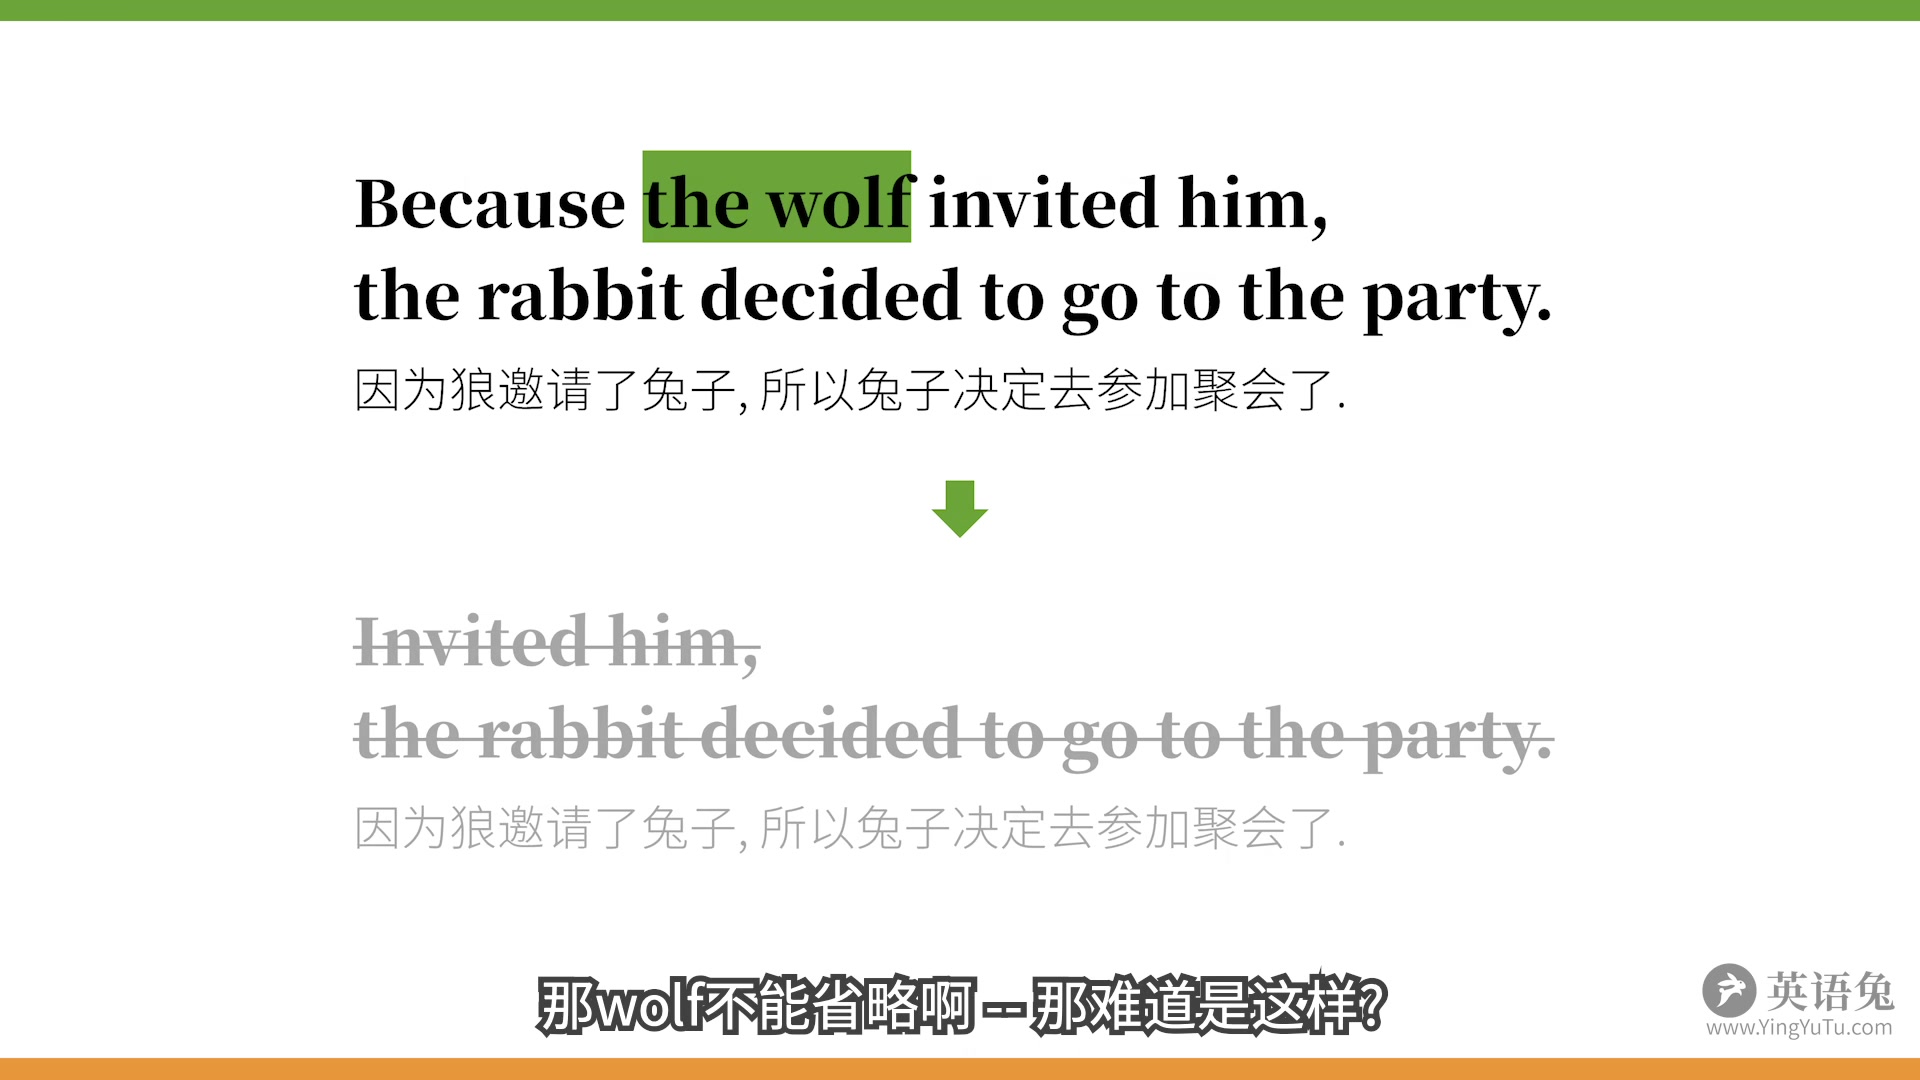 Because the wolf invited him,
the rabbit decided to go to the party.
因为狼邀请了兔子, 所以兔子决定去参加聚会了.
Invited him,
the rabbit decided to go to the party.
因为狼邀请了兔子, 所以兔子决定去参加聚会了.
那wolf不能省略啊 -- 那难道是这样?
英语兔
www.YingYuTu.com